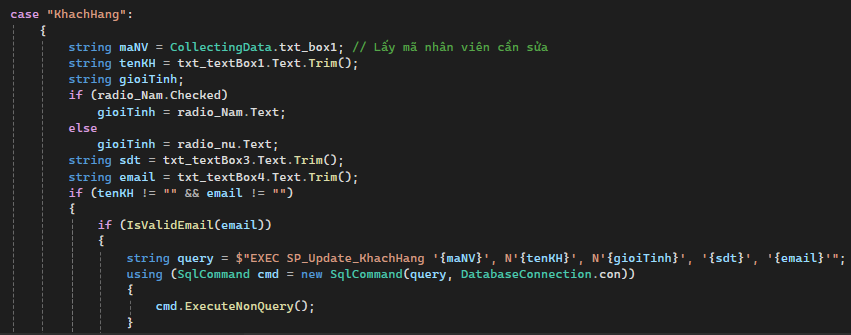 case "KhachHang":
{
string maNV = CollectingData.txt_box1; // Lấy mã nhân viên cần sửa
string tenKH = txt_textBox1.Text.Trim();
string gioiTinh;
if (radio_Nam.Checked)
gioiTinh = radio_Nam.Text;
else
gioiTinh = radio_nu.Text;
string sdt = txt_textBox3.Text.Trim();
string email = txt_textBox4.Text.Trim();
if (tenKH != "" && email != "")
{
if (IsValidEmail(email))
{
string query = $"EXEC SP_Update_KhachHang '{maNV}', N'{tenKH}', N'{gioiTinh}', '{sdt}', '{email}'";
using (SqlCommand cmd = new SqlCommand(query, DatabaseConnection.con))
{
cmd.ExecuteNonQuery();
}